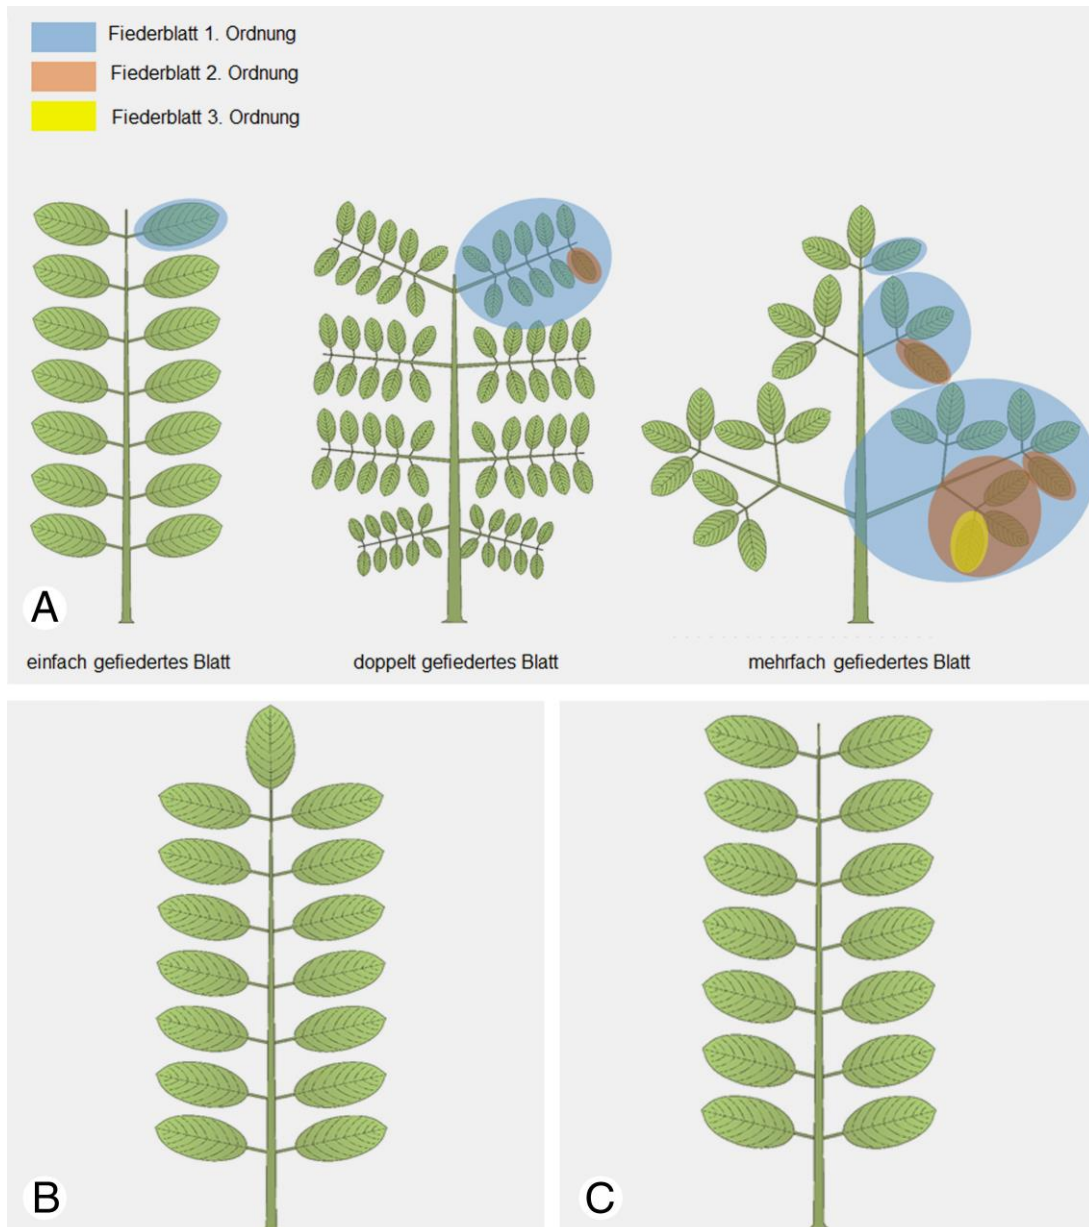 Fiederblatt 1. Ordnung
Fiederblatt 2. Ordnung
Fiederblatt 3. Ordnung
A
einfach gefiedertes Blatt
doppelt gefiedertes Blatt
mehrfach gefiedertes Blatt
B
C